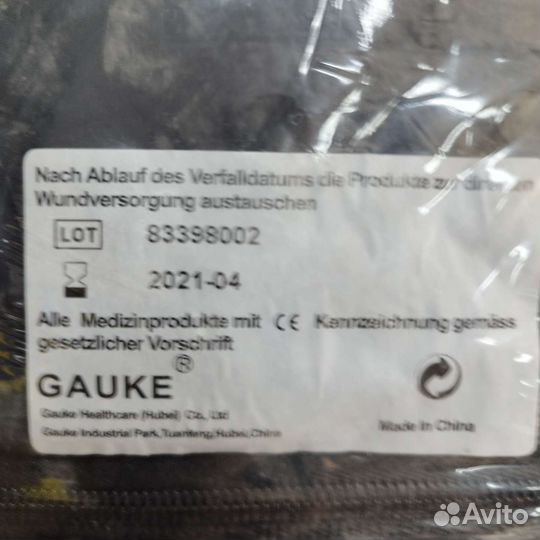 Nach Ablauf des Verfalldatums die Produkte zur direkten
Wundversorgung austauschen
LOT 83398002
2021-04
Alle Medizinprodukte mit CE Kennzeichnung gemäss
gesetzlicher Vorschrift
GAUKE®
Gauke Healthcare (Hubei) Co., Ltd
Gauke Industrial Park, Tuanfeng, Hubei, China
Made in China
Avito